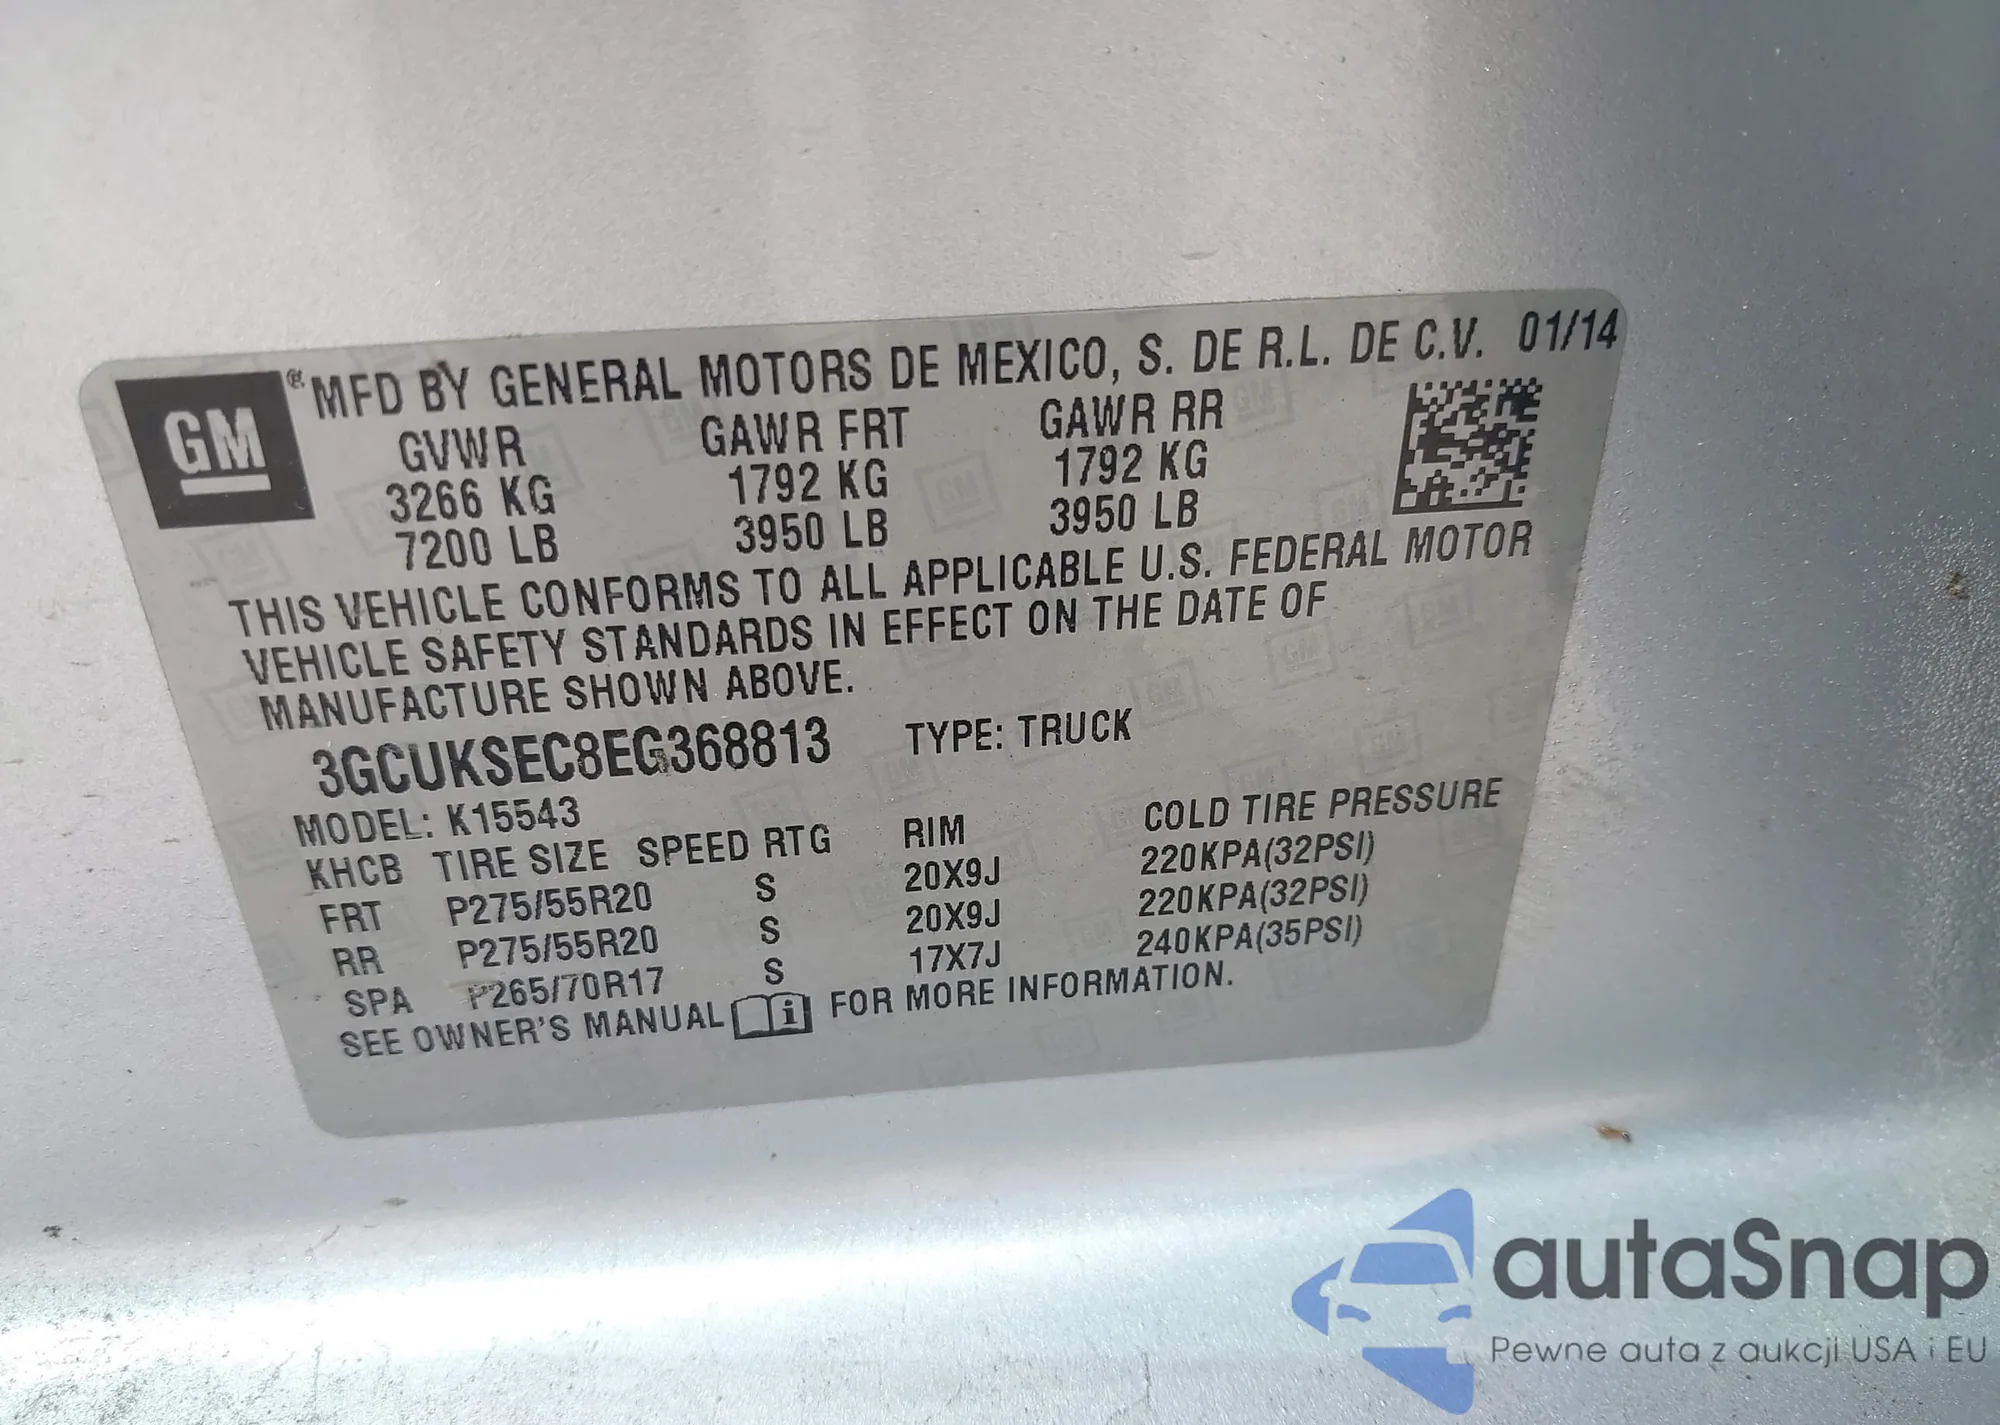 GM ® MFD BY GENERAL MOTORS DE MEXICO, S. DE R.L. DE C.V. 01/14
GVWR GAWR FRT GAWR RR
3266 KG 1792 KG 1792 KG
7200 LB 3950 LB 3950 LB
THIS VEHICLE CONFORMS TO ALL APPLICABLE U.S. FEDERAL MOTOR
VEHICLE SAFETY STANDARDS IN EFFECT ON THE DATE OF
MANUFACTURE SHOWN ABOVE.
3GCUKSEC8EG368813 TYPE: TRUCK
MODEL: K15543
KHCB TIRE SIZE SPEED RTG RIM COLD TIRE PRESSURE
FRT P275/55R20 S 20X9J 220KPA(32PSI)
RR P275/55R20 S 20X9J 220KPA(32PSI)
SPA P265/70R17 S 17X7J 240KPA(35PSI)
SEE OWNER'S MANUAL i FOR MORE INFORMATION.
autaSnap
Pewne auta z aukcji USA i EU